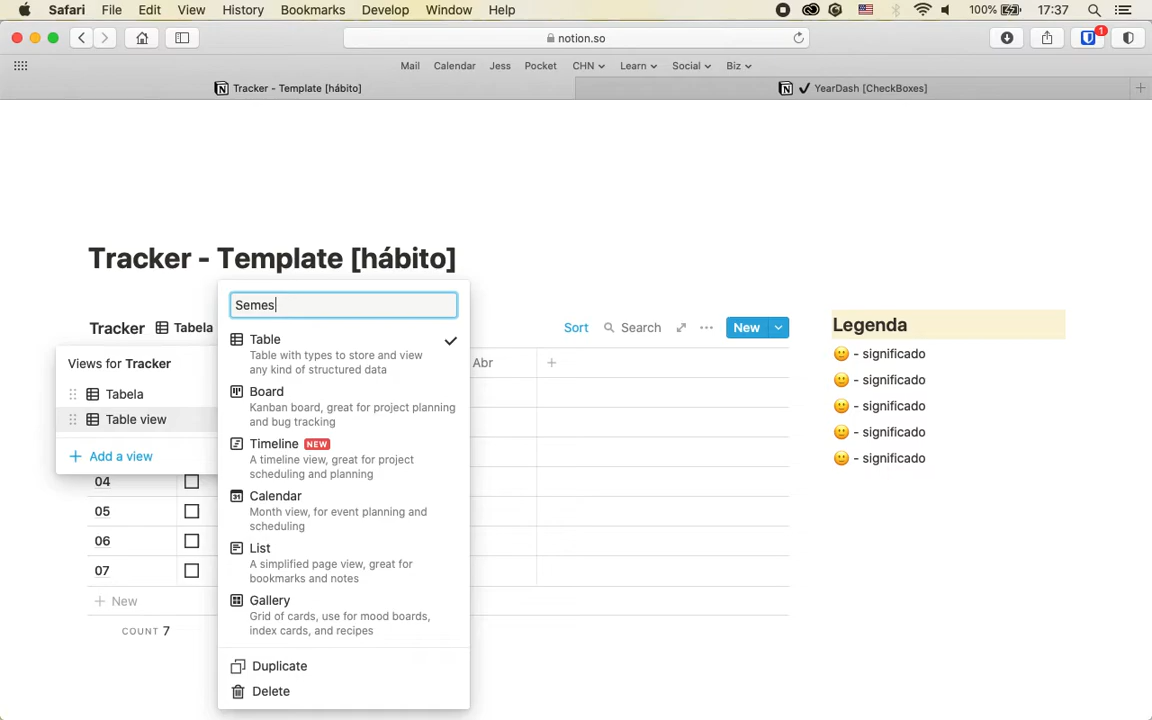 Safari File Edit View History Bookmarks Develop Window Help 100% 17:37
notion.so 1
Mail Calendar Jess Pocket CHN Learn Social Biz
Tracker - Template [hábito] ✔ YearDash [CheckBoxes]
Tracker - Template [hábito]
Semes
Tracker Tabela Sort Search ··· New
Legenda
Table
Table with types to store and view
any kind of structured data
Views for Tracker
Tabela
Table view
+ Add a view
Board
Kanban board, great for project planning
and bug tracking
Timeline NEW
A timeline view, great for project
scheduling and planning
Calendar
Month view, for event planning and
scheduling
List
A simplified page view, great for
bookmarks and notes
Gallery
Grid of cards, use for mood boards,
index cards, and recipes
Duplicate
Delete
Abr +
04
05
06
07
+ New
COUNT 7
🙂 - significado
🙂 - significado
🙂 - significado
🙂 - significado
🙂 - significado